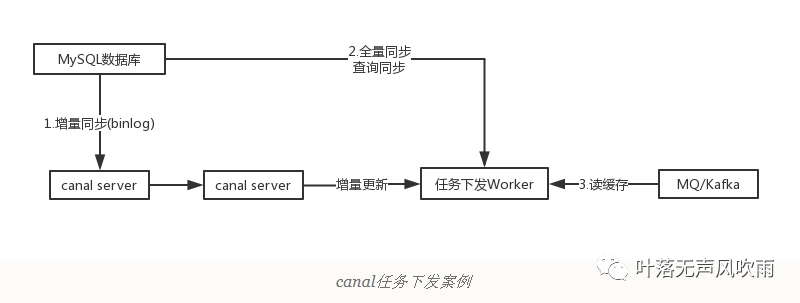 MySQL数据库
2.全量同步
查询同步
1.增量同步(binlog)
canal server
canal server
增量更新
任务下发Worker
3.读缓存
MQ/Kafka
叶落无声风吹雨
canal任务下发案例